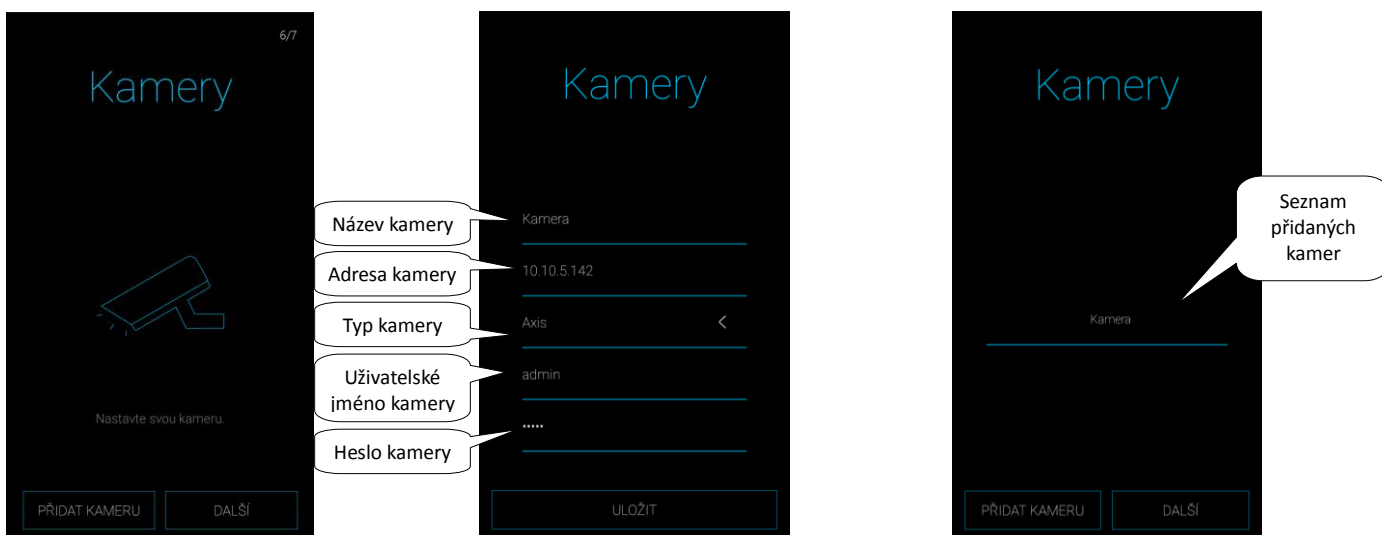 6/7
Kamery
Nastavte svou kameru.
PŘIDAT KAMERU
DALŠÍ
Název kamery
Adresa kamery
Typ kamery
Uživatelské
jméno kamery
Heslo kamery
Kamery
Kamera
10.10.5.142
Axis
admin
•••••
ULOŽIT
Kamery
Kamera
PŘIDAT KAMERU
DALŠÍ
Seznam
přidaných
kamer